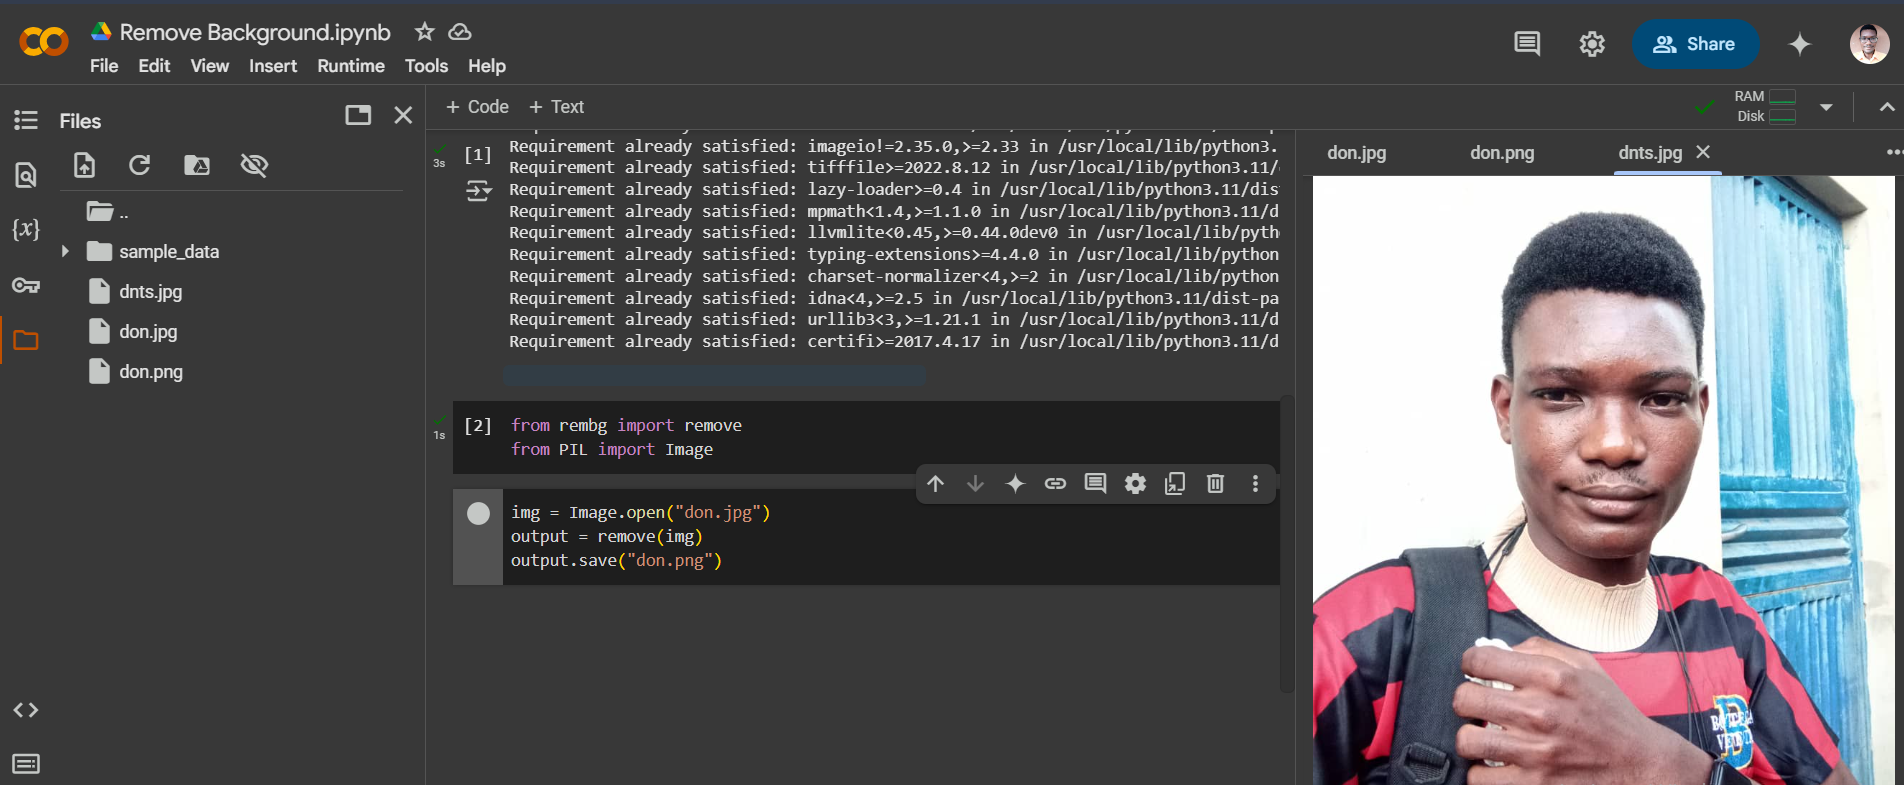 Remove Background.ipynb
File Edit View Insert Runtime Tools Help
Share
Files
..
sample_data
dnts.jpg
don.jpg
don.png
+ Code + Text
RAM
Disk
3s
[1]
Requirement already satisfied: imageio!=2.35.0,>=2.33 in /usr/local/lib/python3.
Requirement already satisfied: tifffile>=2022.8.12 in /usr/local/lib/python3.11/
Requirement already satisfied: lazy-loader>=0.4 in /usr/local/lib/python3.11/dist
Requirement already satisfied: mpmath<1.4,>=1.1.0 in /usr/local/lib/python3.11/d
Requirement already satisfied: llvmlite<0.45,>=0.44.0dev0 in /usr/local/lib/pyth
Requirement already satisfied: typing-extensions>=4.4.0 in /usr/local/lib/python
Requirement already satisfied: charset-normalizer<4,>=2 in /usr/local/lib/python
Requirement already satisfied: idna<4,>=2.5 in /usr/local/lib/python3.11/dist-pa
Requirement already satisfied: urllib3<3,>=1.21.1 in /usr/local/lib/python3.11/d
Requirement already satisfied: certifi>=2017.4.17 in /usr/local/lib/python3.11/d
1s
[2]
from rembg import remove
from PIL import Image
img = Image.open("don.jpg")
output = remove(img)
output.save("don.png")
don.jpg don.png dnts.jpg